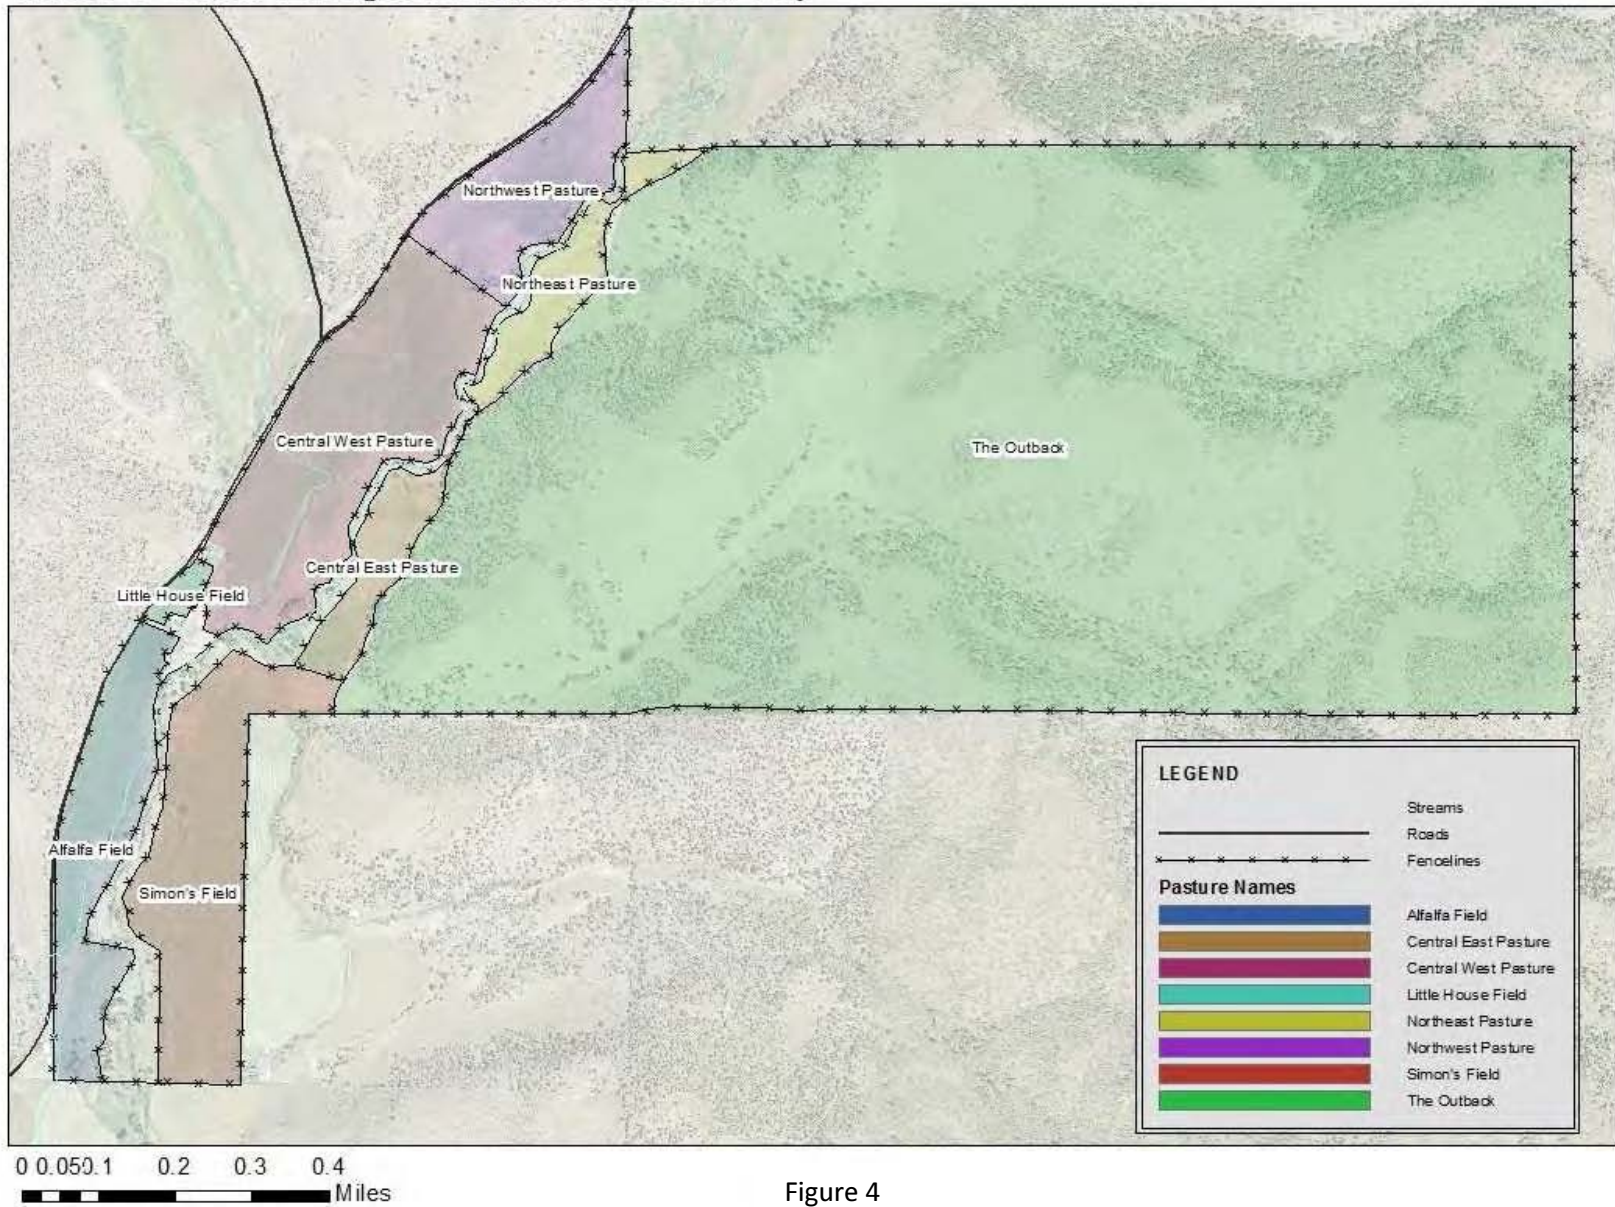 Northwest Pasture
Northeast Pasture
Central West Pasture
The Outback
Central East Pasture
Little House Field
Alfalfa Field
Simon's Field
LEGEND
Streams
Roads
Fencelines
Pasture Names
Alfalfa Field
Central East Pasture
Central West Pasture
Little House Field
Northeast Pasture
Northwest Pasture
Simon's Field
The Outback
0 0.050.1 0.2 0.3 0.4
Miles
Figure 4